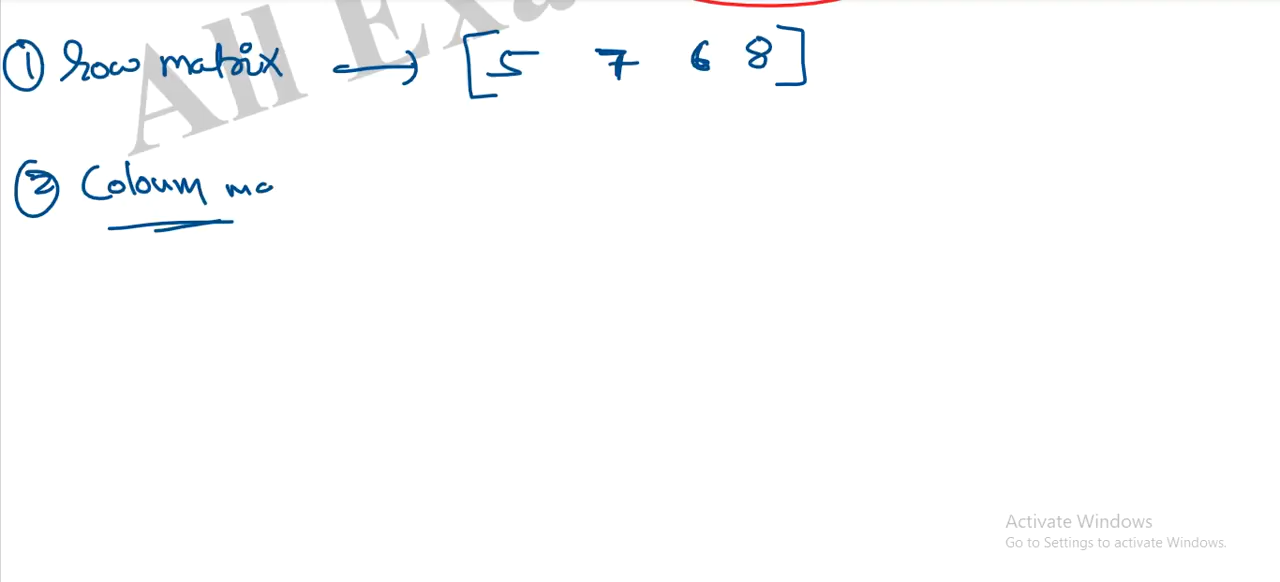 ① row matrix → [5 7 6 8]
② Coloum ma
All Exa
Activate Windows
Go to Settings to activate Windows.